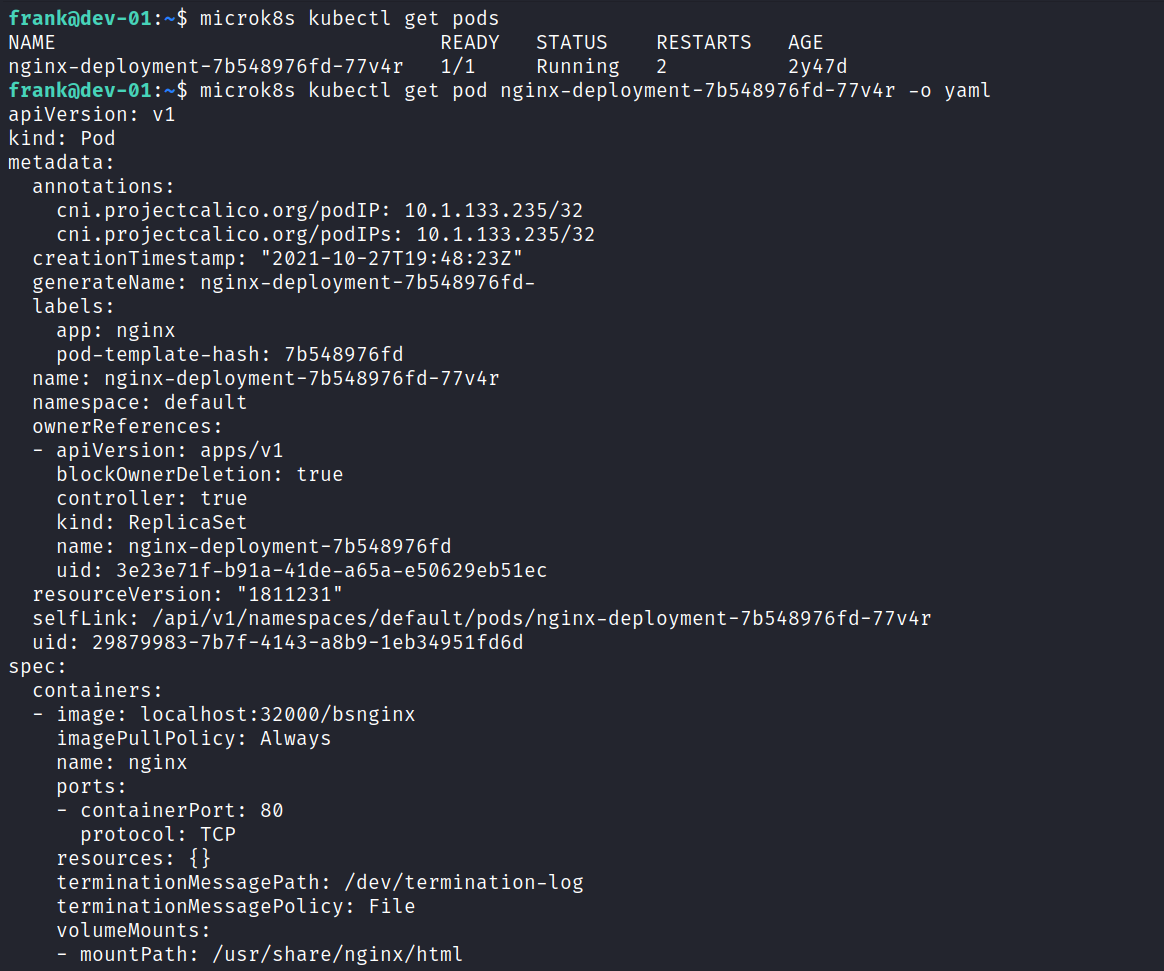 frank@dev-01:~$ microk8s kubectl get pods
NAME                                READY   STATUS    RESTARTS   AGE
nginx-deployment-7b548976fd-77v4r   1/1     Running   2          2y47d
frank@dev-01:~$ microk8s kubectl get pod nginx-deployment-7b548976fd-77v4r -o yaml
apiVersion: v1
kind: Pod
metadata:
  annotations:
    cni.projectcalico.org/podIP: 10.1.133.235/32
    cni.projectcalico.org/podIPs: 10.1.133.235/32
  creationTimestamp: "2021-10-27T19:48:23Z"
  generateName: nginx-deployment-7b548976fd-
  labels:
    app: nginx
    pod-template-hash: 7b548976fd
  name: nginx-deployment-7b548976fd-77v4r
  namespace: default
  ownerReferences:
  - apiVersion: apps/v1
    blockOwnerDeletion: true
    controller: true
    kind: ReplicaSet
    name: nginx-deployment-7b548976fd
    uid: 3e23e71f-b91a-41de-a65a-e50629eb51ec
  resourceVersion: "1811231"
  selfLink: /api/v1/namespaces/default/pods/nginx-deployment-7b548976fd-77v4r
  uid: 29879983-7b7f-4143-a8b9-1eb34951fd6d
spec:
  containers:
  - image: localhost:32000/bsnginx
    imagePullPolicy: Always
    name: nginx
    ports:
    - containerPort: 80
      protocol: TCP
    resources: {}
    terminationMessagePath: /dev/termination-log
    terminationMessagePolicy: File
    volumeMounts:
    - mountPath: /usr/share/nginx/html